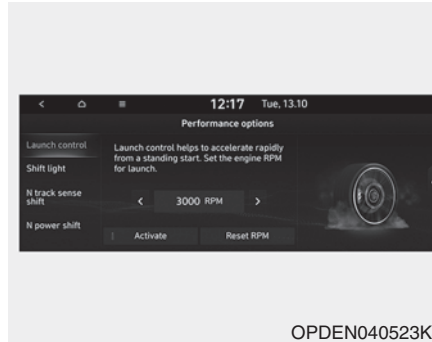 12:17 Tue, 13.10
Performance options
Launch control
Shift light
N track sense
shift
N power shift
Launch control helps to accelerate rapidly
from a standing start. Set the engine RPM
for launch.
3000 RPM
Activate Reset RPM
OPDEN040523K